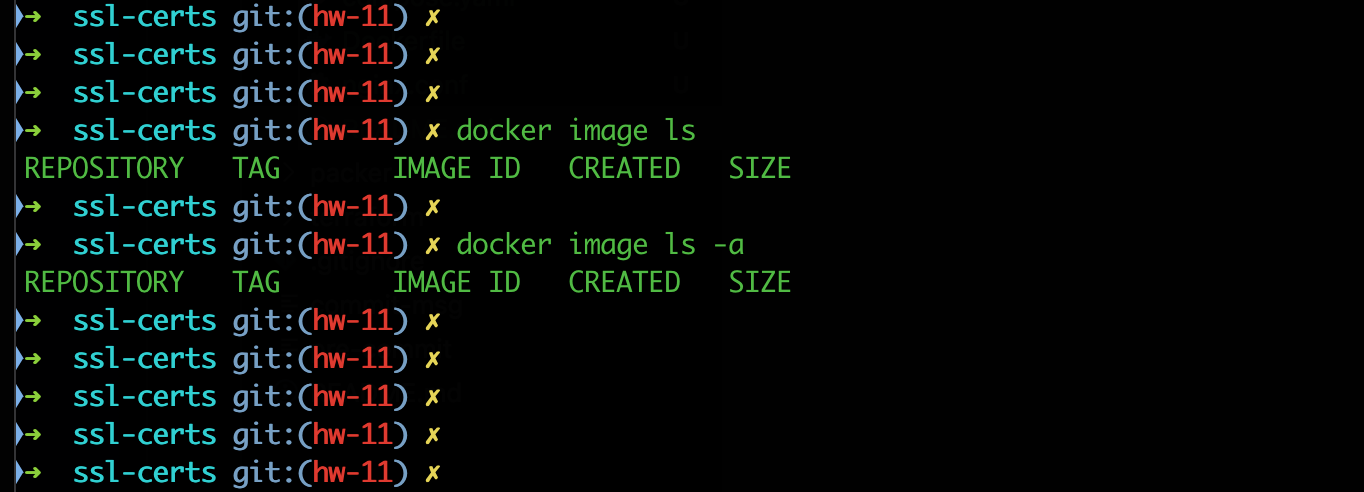 ➜ ssl-certs git:(hw-11) ✗
➜ ssl-certs git:(hw-11) ✗
➜ ssl-certs git:(hw-11) ✗
➜ ssl-certs git:(hw-11) ✗ docker image ls
REPOSITORY TAG IMAGE ID CREATED SIZE
➜ ssl-certs git:(hw-11) ✗
➜ ssl-certs git:(hw-11) ✗ docker image ls -a
REPOSITORY TAG IMAGE ID CREATED SIZE
➜ ssl-certs git:(hw-11) ✗
➜ ssl-certs git:(hw-11) ✗
➜ ssl-certs git:(hw-11) ✗
➜ ssl-certs git:(hw-11) ✗
➜ ssl-certs git:(hw-11) ✗